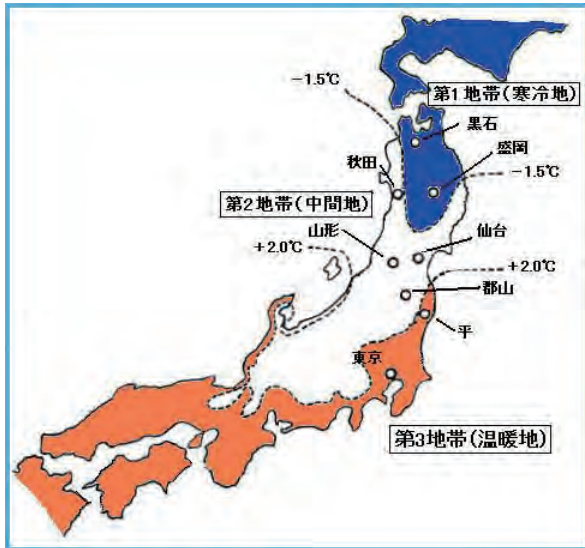 －1.5℃
第1地帯(寒冷地)
黒石
秋田
盛岡
－1.5℃
第2地帯(中間地)
山形
仙台
＋2.0℃
＋2.0℃
郡山
平
東京
第3地帯(温暖地)